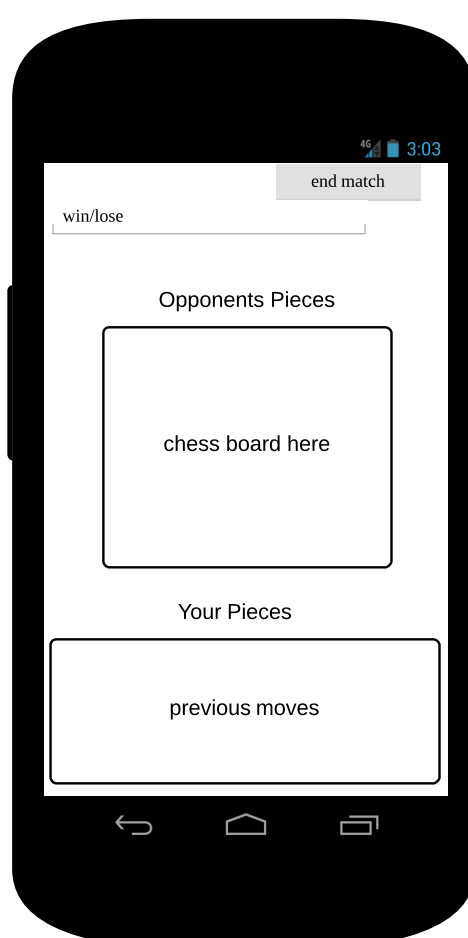 4G 3:03
end match
win/lose
Opponents Pieces
chess board here
Your Pieces
previous moves